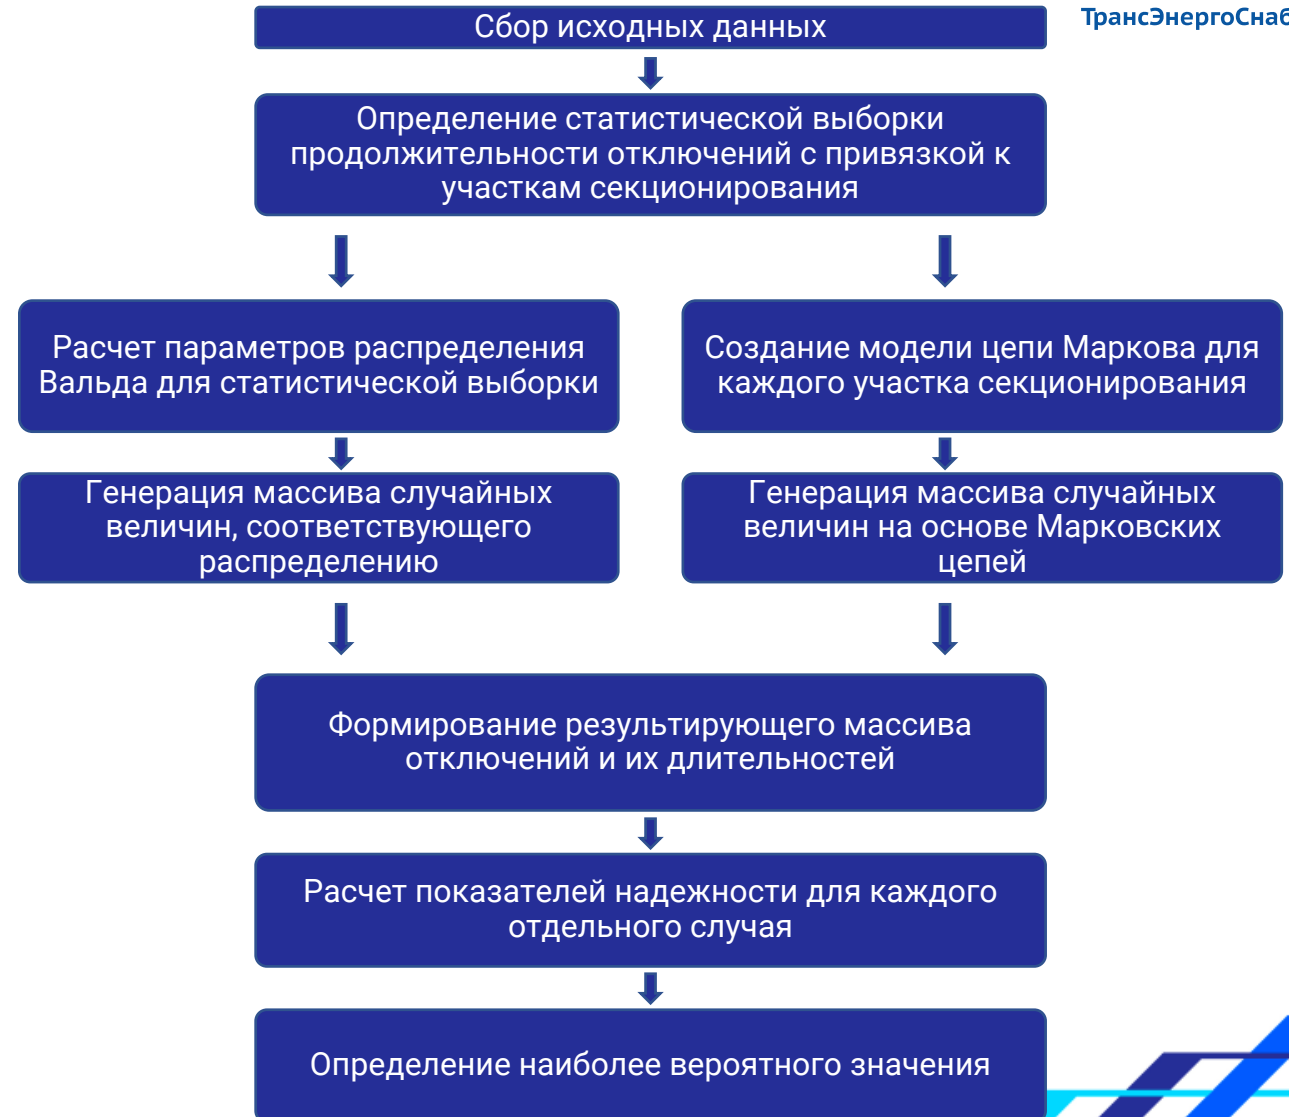 Сбор исходных данных
ТрансЭнергоСнаб
Определение статистической выборки
продолжительности отключений с привязкой к
участкам секционирования
Расчет параметров распределения
Вальда для статистической выборки
Создание модели цепи Маркова для
каждого участка секционирования
Генерация массива случайных
величин, соответствующего
распределению
Генерация массива случайных
величин на основе Марковских
цепей
Формирование результирующего массива
отключений и их длительностей
Расчет показателей надежности для каждого
отдельного случая
Определение наиболее вероятного значения